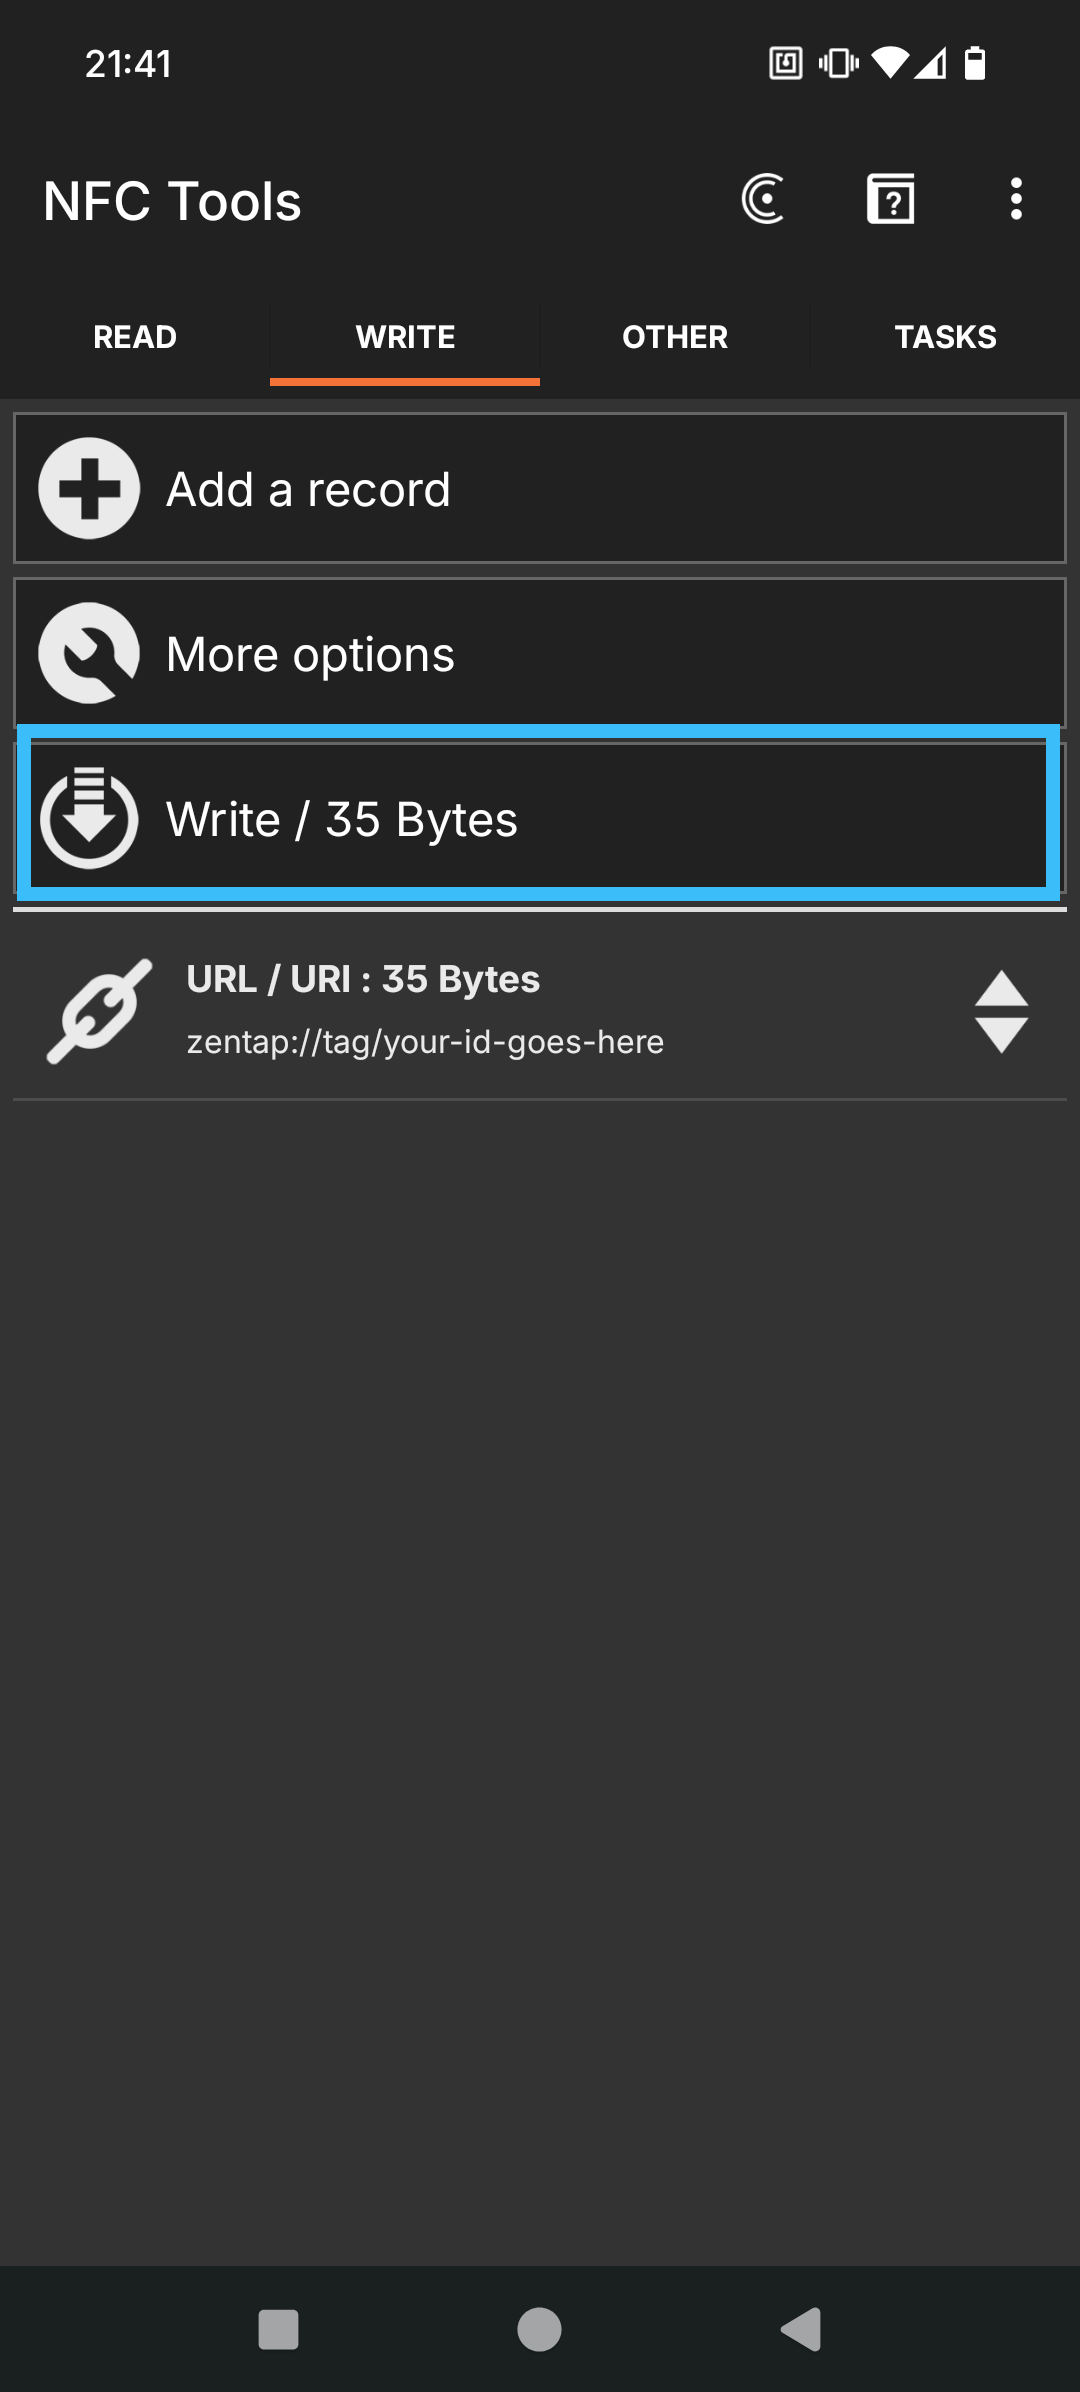 21:41
NFC Tools
READ
WRITE
OTHER
TASKS
Add a record
More options
Write / 35 Bytes
URL / URI : 35 Bytes
zentap://tag/your-id-goes-here